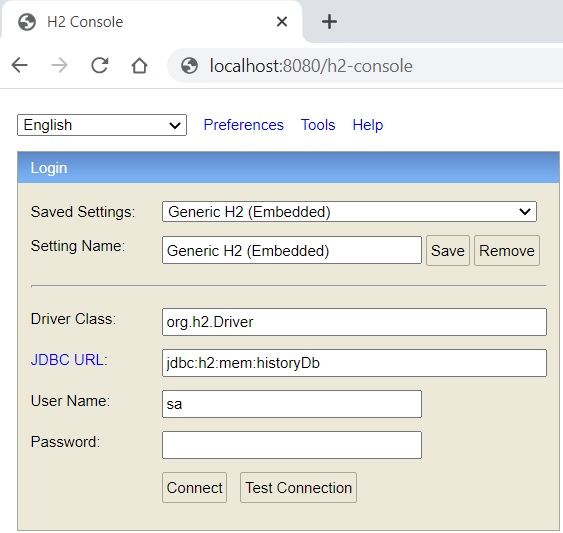 H2 Console
localhost:8080/h2-console
English Preferences Tools Help
Login
Saved Settings: Generic H2 (Embedded)
Setting Name: Generic H2 (Embedded) Save Remove
Driver Class: org.h2.Driver
JDBC URL: jdbc:h2:mem:historyDb
User Name: sa
Password:
Connect Test Connection